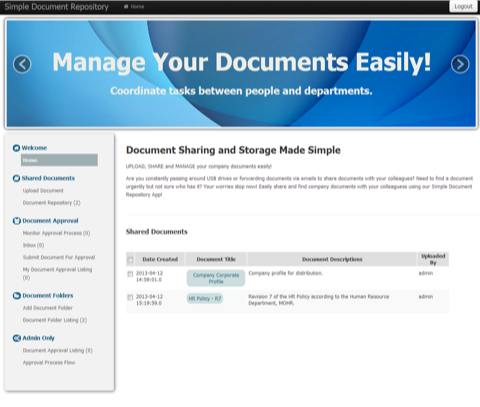 Simple Document Repository
Home
Logout
Manage Your Documents Easily!
Coordinate tasks between people and departments.
Welcome
Home
Shared Documents
Upload Document
Document Repository (2)
Document Approval
Monitor Approval Process (0)
Inbox (0)
Submit Document For Approval
My Document Approval Listing
(0)
Document Folders
Add Document Folder
Document Folder Listing (2)
Admin Only
Document Approval Listing (0)
Approval Process Flow
Document Sharing and Storage Made Simple
UPLOAD, SHARE and MANAGE your company documents easily!
Are you constantly passing around USB drives or forwarding documents via emails to share documents with your colleagues? Need to find a document
urgently but not sure who has it? Your worries stop now! Easily share and find company documents with your colleaguess using our Simple Document
Repository App!
Shared Documents
Date Created Document Title Document Descriptions Uploaded
By
2013-04-12
14:59:01.0
Company Corporate
Profile
Company profile for distribution.
admin
2013-04-12
15:19:59.0
HR Policy - R7
Revision 7 of the HR Policy according to the Human Resource
Department, MOHR.
admin